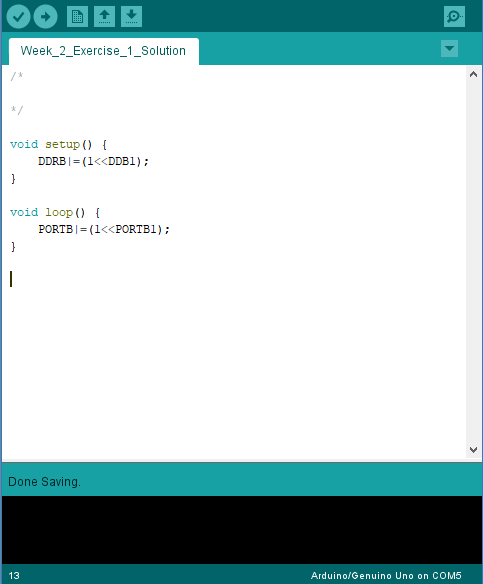 Week_2_Exercise_1_Solution
/*
*/
void setup() {
    DDRB|=(1<<DDB1);
}
void loop() {
    PORTB|=(1<<PORTB1);
}
Done Saving.
13 Arduino/Genuino Uno on COM5